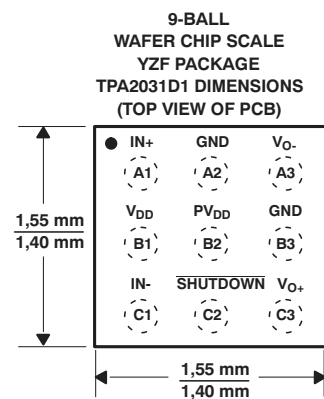 9-BALL
WAFER CHIP SCALE
YZF PACKAGE
TPA2031D1 DIMENSIONS
(TOP VIEW OF PCB)
IN+ GND VO-
A1 A2 A3
VDD PVDD GND
B1 B2 B3
IN- SHUTDOWN VO+
C1 C2 C3
1,55 mm
1,40 mm
1,55 mm
1,40 mm